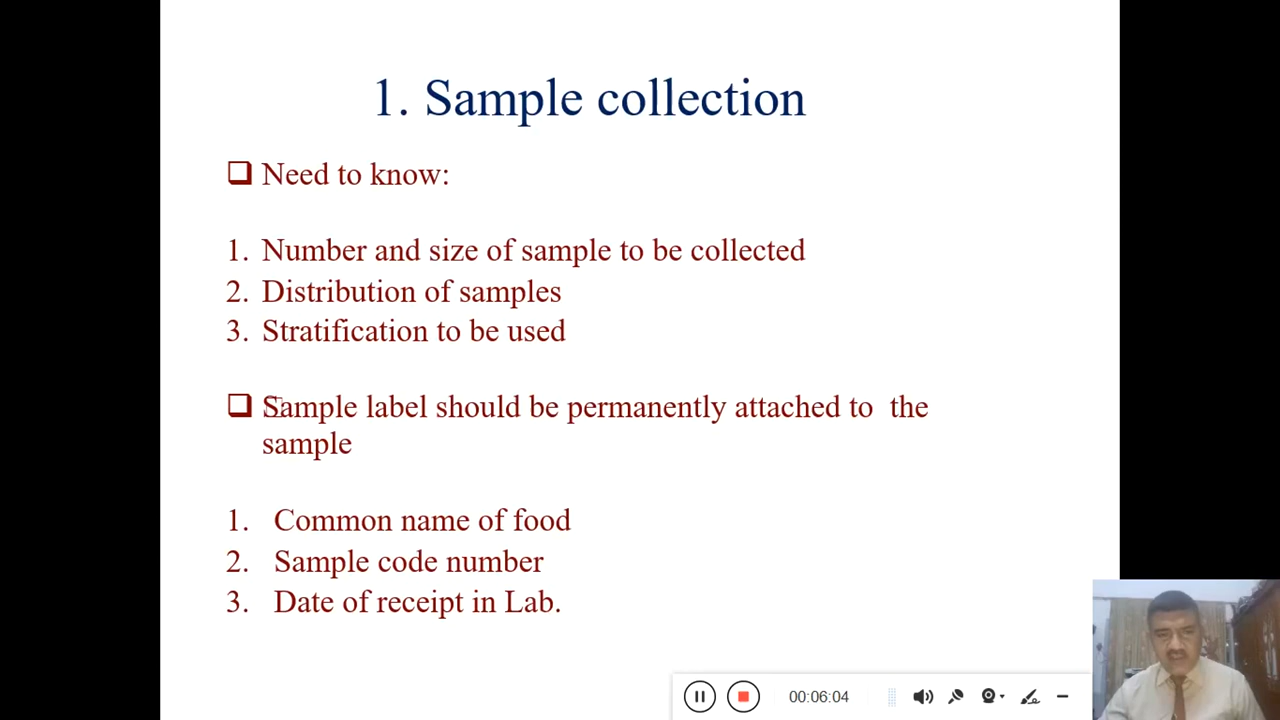 1. Sample collection
❑ Need to know:
1. Number and size of sample to be collected
2. Distribution of samples
3. Stratification to be used
❑ Sample label should be permanently attached to the
sample
1. Common name of food
2. Sample code number
3. Date of receipt in Lab.
00:06:04